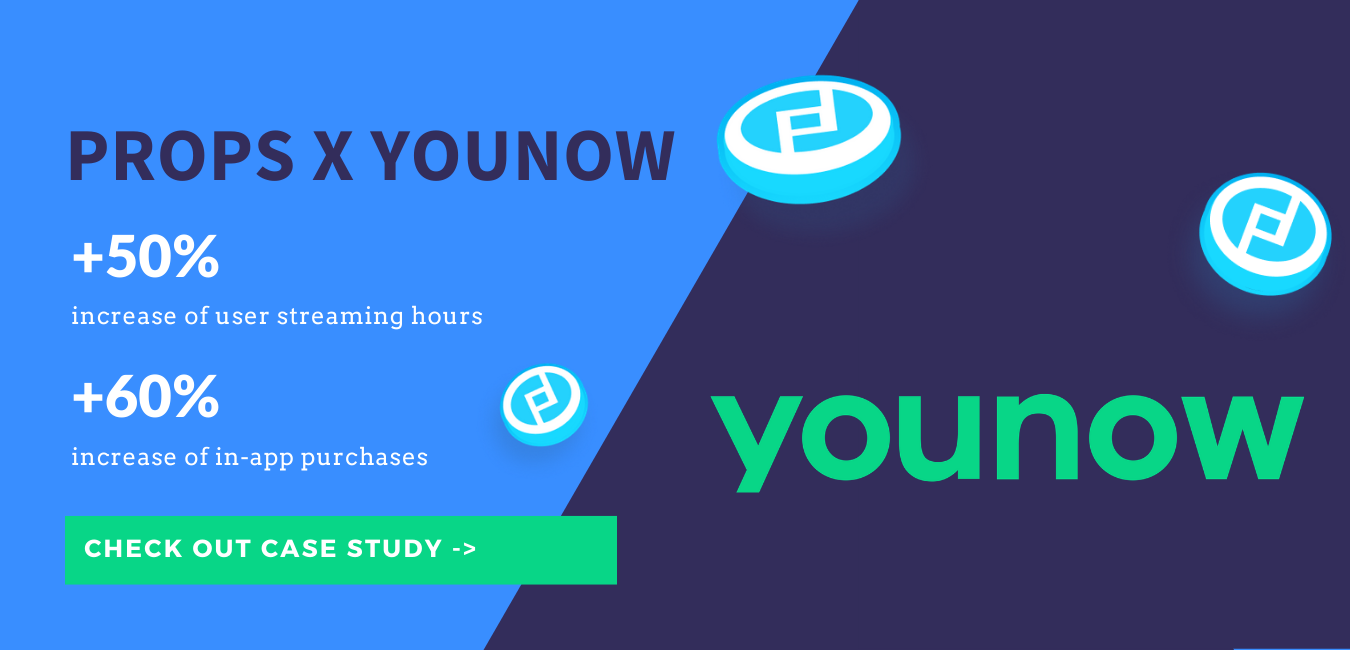 PROPS X YOUNOW
+50%
increase of user streaming hours
+60%
increase of in-app purchases
CHECK OUT CASE STUDY ->
younow